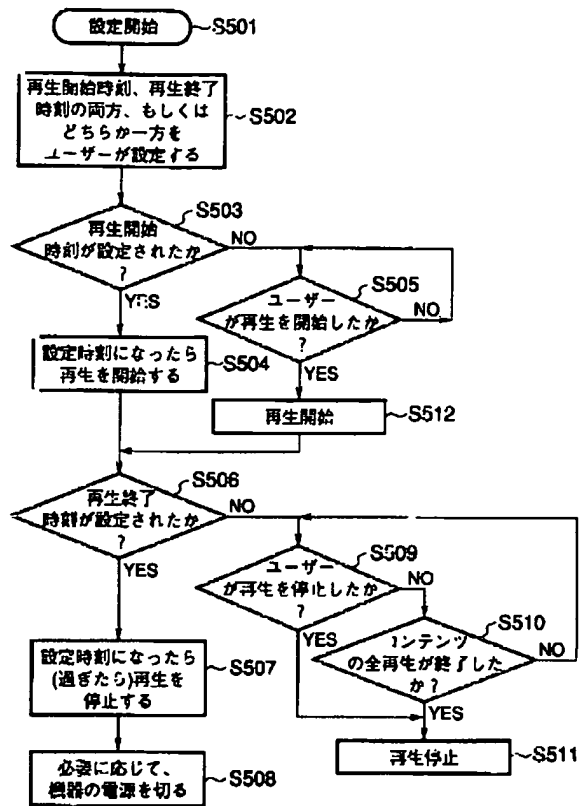 設定開始
S501
再生開始時刻、再生終了
時刻の両方、もしくは
どちらか一方を
ユーザーが設定する
S502
S503
再生開始
時刻が設定されたか
?
NO
YES
S505
ユーザー
が再生を開始したか
?
NO
YES
設定時刻になったら
再生を開始する
S504
再生開始
S512
S506
再生終了
時刻が設定されたか
?
NO
YES
S509
ユーザー
が再生を停止したか
?
NO
YES
S510
コンテンツ
の全再生が終了した
か?
NO
YES
設定時刻になったら
(過ぎたら)再生を
停止する
S507
再生停止
S511
必要に応じて、
機器の電源を切る
S508